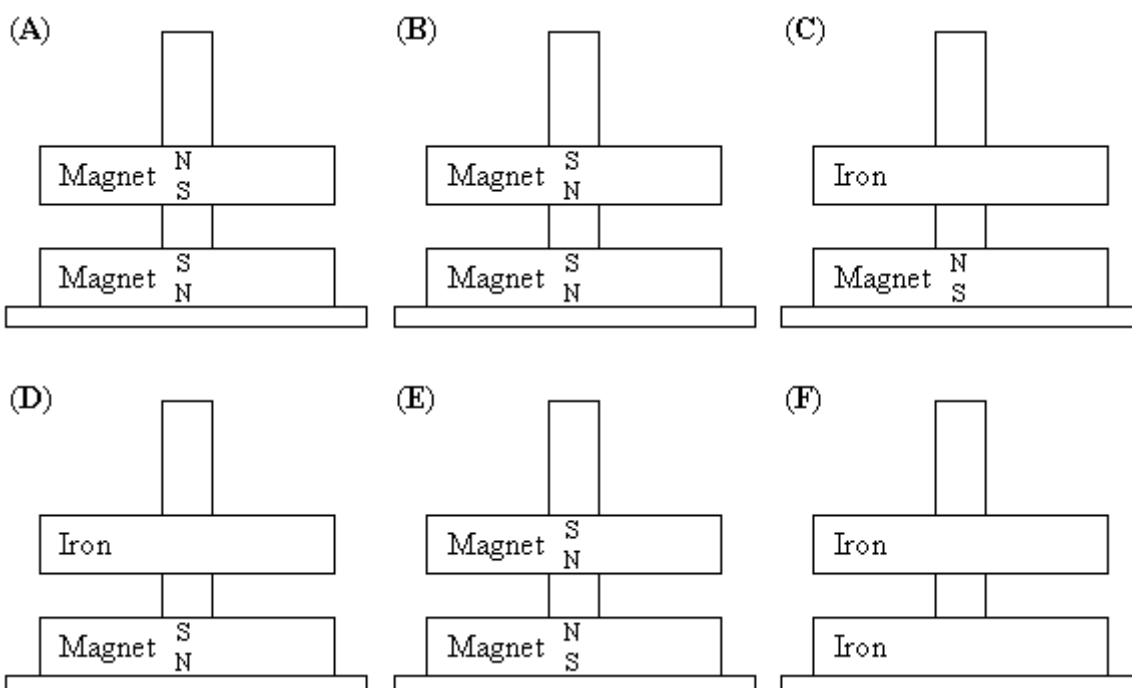 (A) (B) (C)
Magnet N S
Magnet S N
Magnet S N
Magnet S N
Iron
Magnet N S
(D) (E) (F)
Iron
Magnet S N
Magnet S N
Magnet N S
Iron
Iron